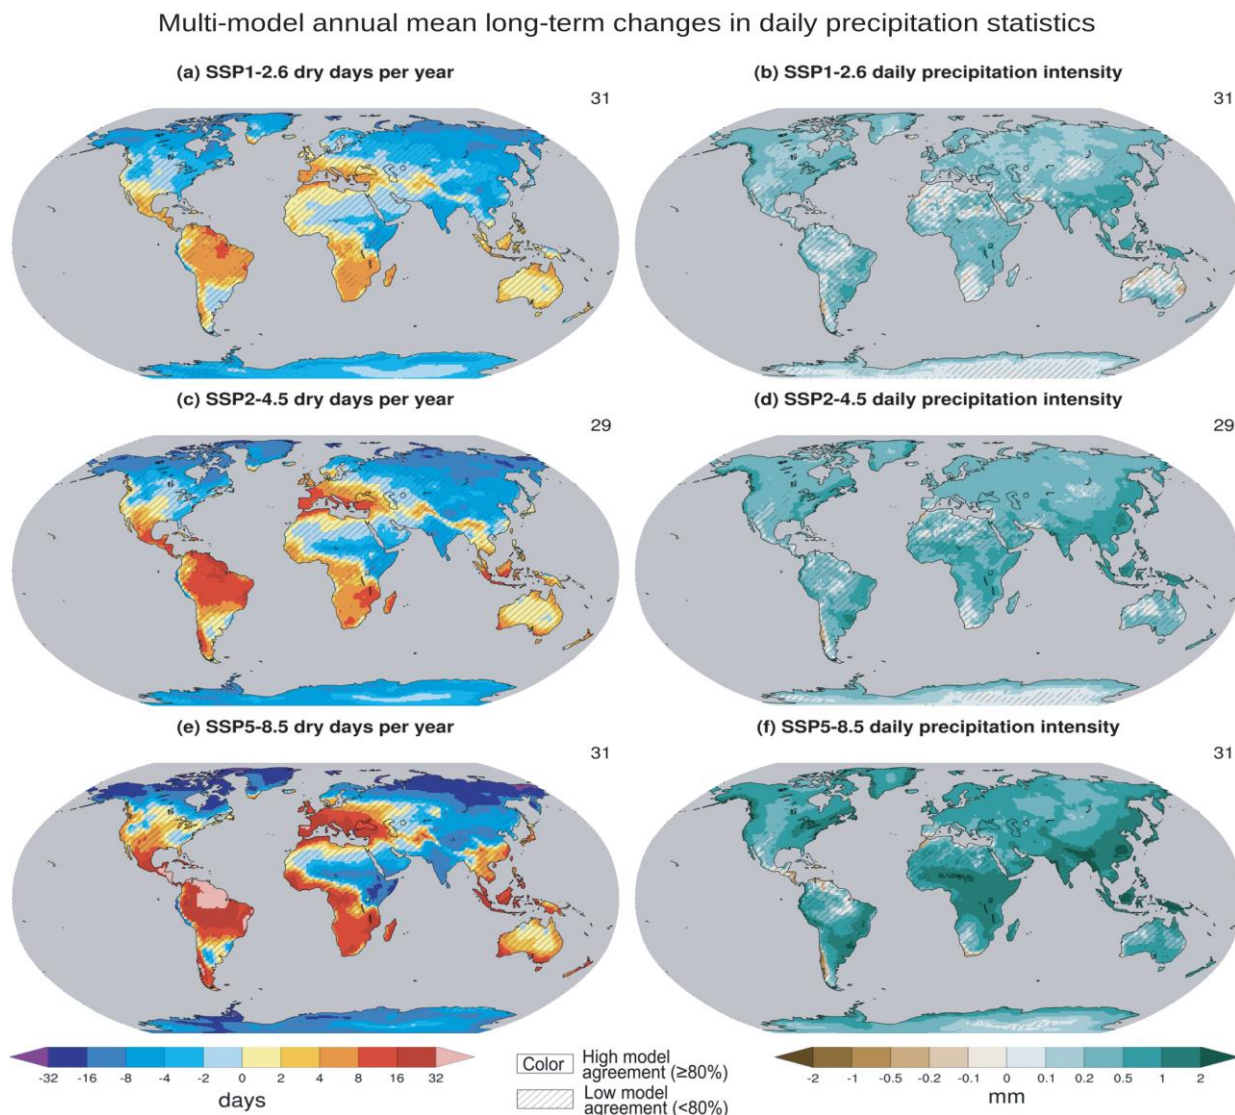 Multi-model annual mean long-term changes in daily precipitation statistics
(a) SSP1-2.6 dry days per year
(b) SSP1-2.6 daily precipitation intensity
31
31
(c) SSP2-4.5 dry days per year
(d) SSP2-4.5 daily precipitation intensity
29
29
(e) SSP5-8.5 dry days per year
(f) SSP5-8.5 daily precipitation intensity
31
31
-32 -16 -8 -4 -2 0 2 4 8 16 32
days
Color
High model
agreement (≥80%)
Low model
agreement (<80%)
-2 -1 -0.5 -0.2 -0.1 0 0.1 0.2 0.5 1 2
mm